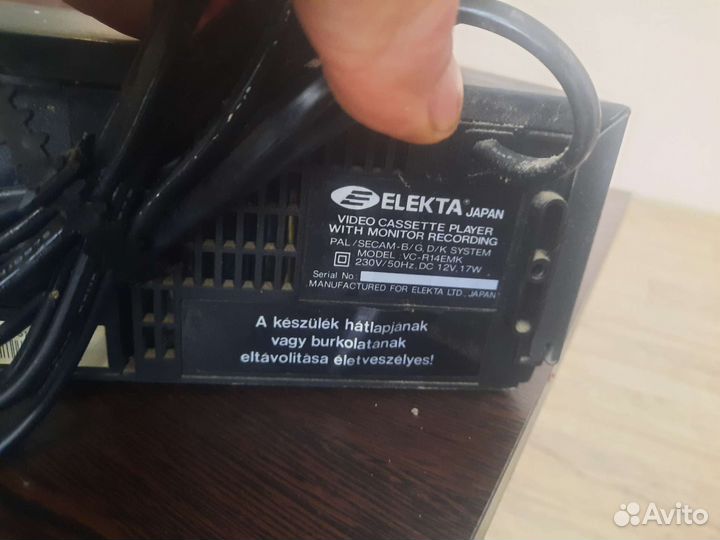 ELEKTA JAPAN
VIDEO CASSETTE PLAYER
WITH MONITOR RECORDING
PAL/SECAM-B/G, D/K SYSTEM
MODEL: VC-R14EMK
230V/50Hz, DC 12V, 17W
Serial No.
MANUFACTURED FOR ELEKTA LTD., JAPAN
A készülék hátlapjának
vagy burkolatának
eltávolitása életveszélyes!
Avito